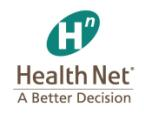 Hn
Health Net®
A Better Decision